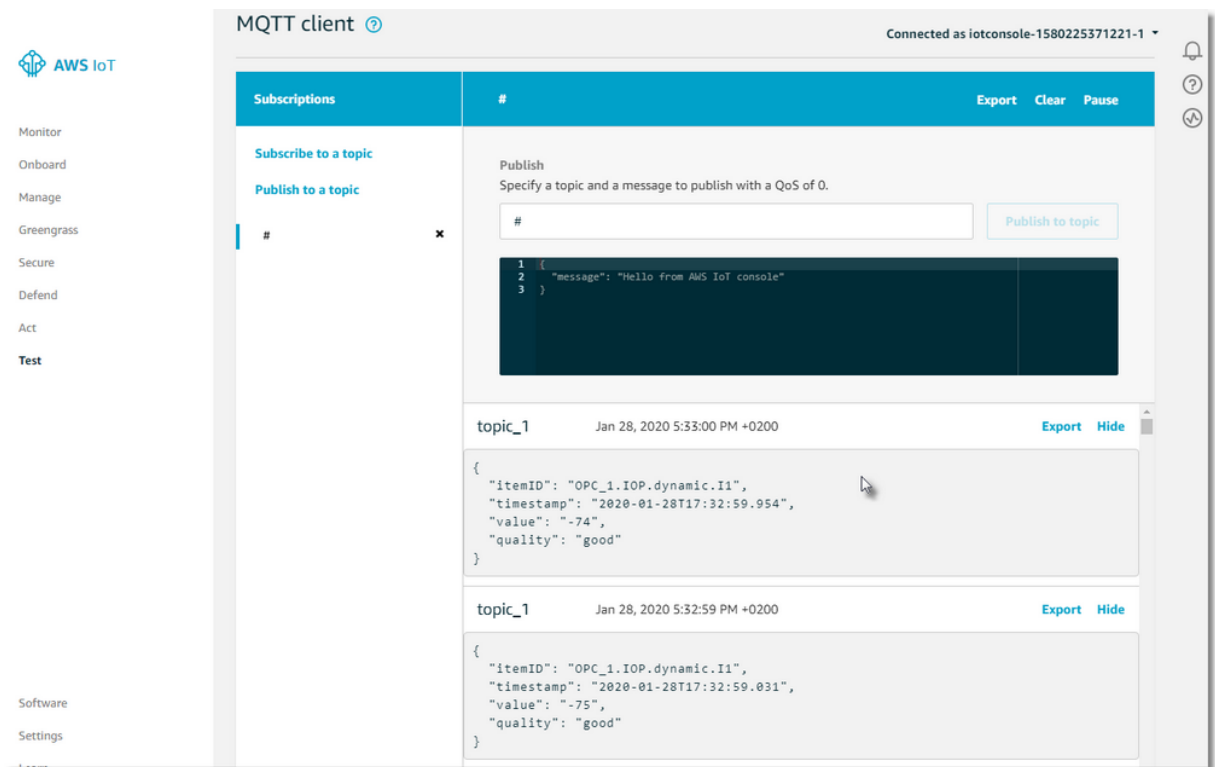 MQTT client ?
Connected as iotconsole-1580225371221-1
AWS IoT
Monitor
Onboard
Manage
Greengrass
Secure
Defend
Act
Test
Software
Settings
Learn
Subscriptions
Subscribe to a topic
Publish to a topic
#
#
Export Clear Pause
Publish
Specify a topic and a message to publish with a QoS of 0.
#
Publish to topic
1 {
2 "message": "Hello from AWS IoT console"
3 }
topic_1 Jan 28, 2020 5:33:00 PM +0200 Export Hide
{
"itemID": "OPC_1.IOP.dynamic.I1",
"timestamp": "2020-01-28T17:32:59.954",
"value": "-74",
"quality": "good"
}
topic_1 Jan 28, 2020 5:32:59 PM +0200 Export Hide
{
"itemID": "OPC_1.IOP.dynamic.I1",
"timestamp": "2020-01-28T17:32:59.031",
"value": "-75",
"quality": "good"
}